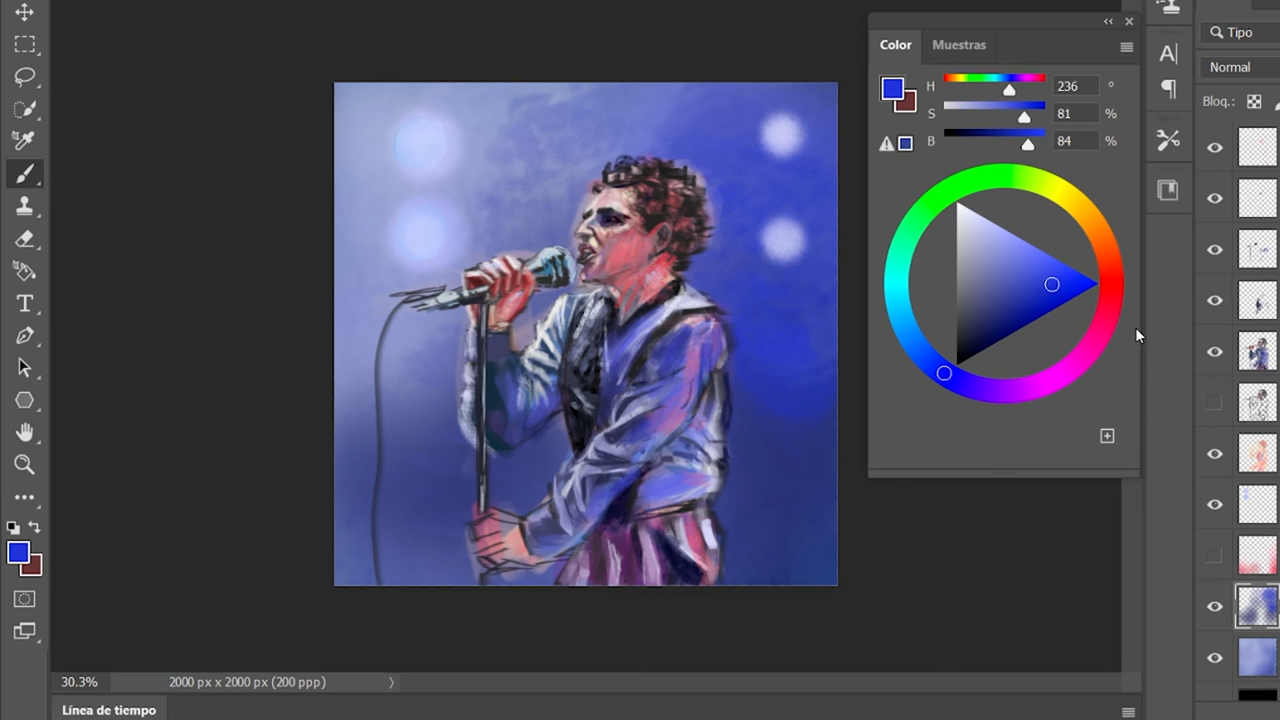 Tipo
Color Muestras
Normal
H 236 °
S 81 %
Bloq.:
B 84 %
30.3% 2000 px x 2000 px (200 ppp)
Línea de tiempo